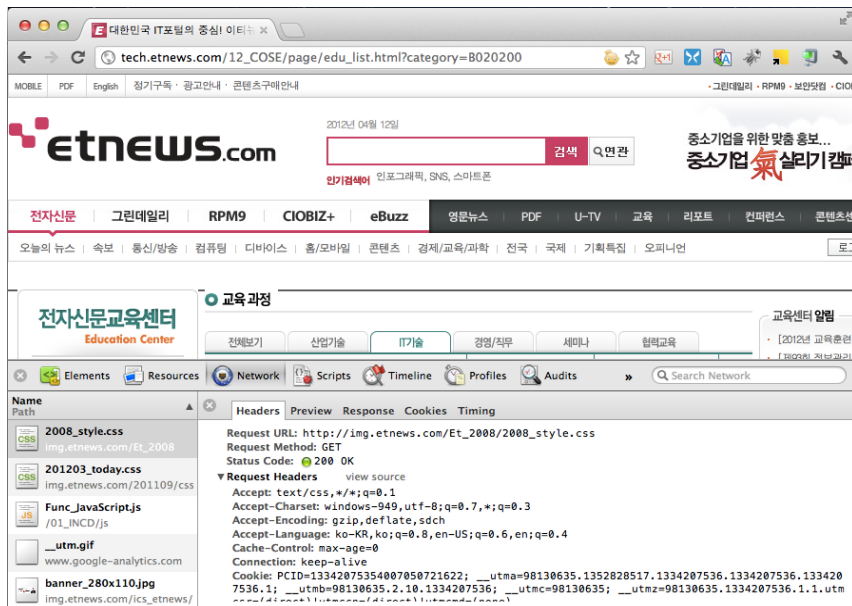 대한민국 IT포털의 중심! 이티
tech.etnews.com/12_COSE/page/edu_list.html?category=B020200
MOBILE PDF English 정기구독 · 광고안내 · 콘텐츠구매안내 · 그린데일리 · RPM9 · 보안닷컴 · CIO
2012년 04월 12일
etnews.com
검색 연관
인기검색어 인포그래픽, SNS, 스마트폰
중소기업을 위한 맞춤 홍보...
중소기업 氣살리기 캠페
전자신문 그린데일리 RPM9 CIOBIZ+ eBuzz 영문뉴스 PDF U-TV 교육 리포트 컨퍼런스 콘텐츠
오늘의 뉴스 속보 통신/방송 컴퓨팅 디바이스 홈/모바일 콘텐츠 경제/교육/과학 전국 국제 기획특집 오피니언 로그
전자신문교육센터
Education Center
교육 과정
전체보기 산업기술 IT기술 경영/직무 세미나 협력교육
교육센터 알림
· [2012년 교육훈련
Elements Resources Network Scripts Timeline Profiles Audits » Search Network
Name
Path
2008_style.css
img.etnews.com/Et_2008
201203_today.css
img.etnews.com/201109/css
Func_JavaScript.js
/01_INCD/js
__utm.gif
www.google-analytics.com
banner_280x110.jpg
img.etnews.com/ics_etnews/
Headers Preview Response Cookies Timing
Request URL: http://img.etnews.com/Et_2008/2008_style.css
Request Method: GET
Status Code: 200 OK
▼Request Headers view source
Accept: text/css,*/*;q=0.1
Accept-Charset: windows-949,utf-8;q=0.7,*;q=0.3
Accept-Encoding: gzip,deflate,sdch
Accept-Language: ko-KR,ko;q=0.8,en-US;q=0.6,en;q=0.4
Cache-Control: max-age=0
Connection: keep-alive
Cookie: PCID=13342075354007050721622; __utma=98130635.1352828517.1334207536.1334207536.133420
7536.1; __utmb=98130635.2.10.1334207536; __utmc=98130635; __utmz=98130635.1334207536.1.1.utm